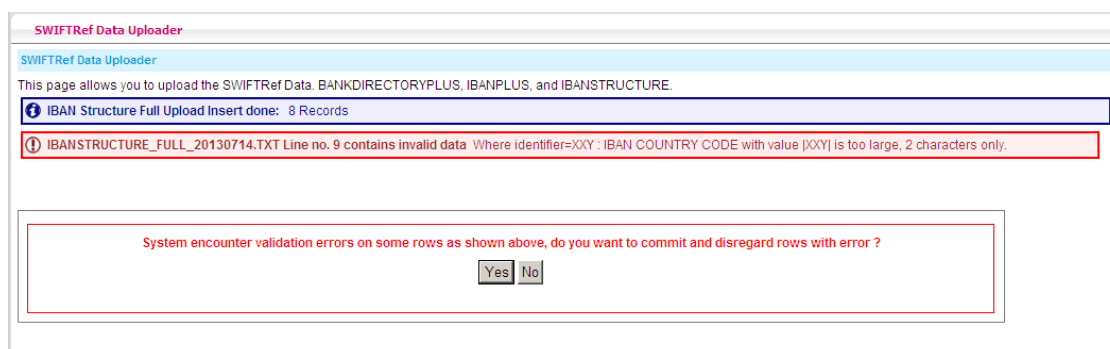 SWIFTRef Data Uploader
SWIFTRef Data Uploader
This page allows you to upload the SWIFTRef Data. BANKDIRECTORYPLUS, IBANPLUS, and IBANSTRUCTURE.
IBAN Structure Full Upload Insert done: 8 Records
IBANSTRUCTURE_FULL_20130714.TXT Line no. 9 contains invalid data Where identifier=XXY : IBAN COUNTRY CODE with value |XXY| is too large, 2 characters only.
System encounter validation errors on some rows as shown above, do you want to commit and disregard rows with error ?
Yes No